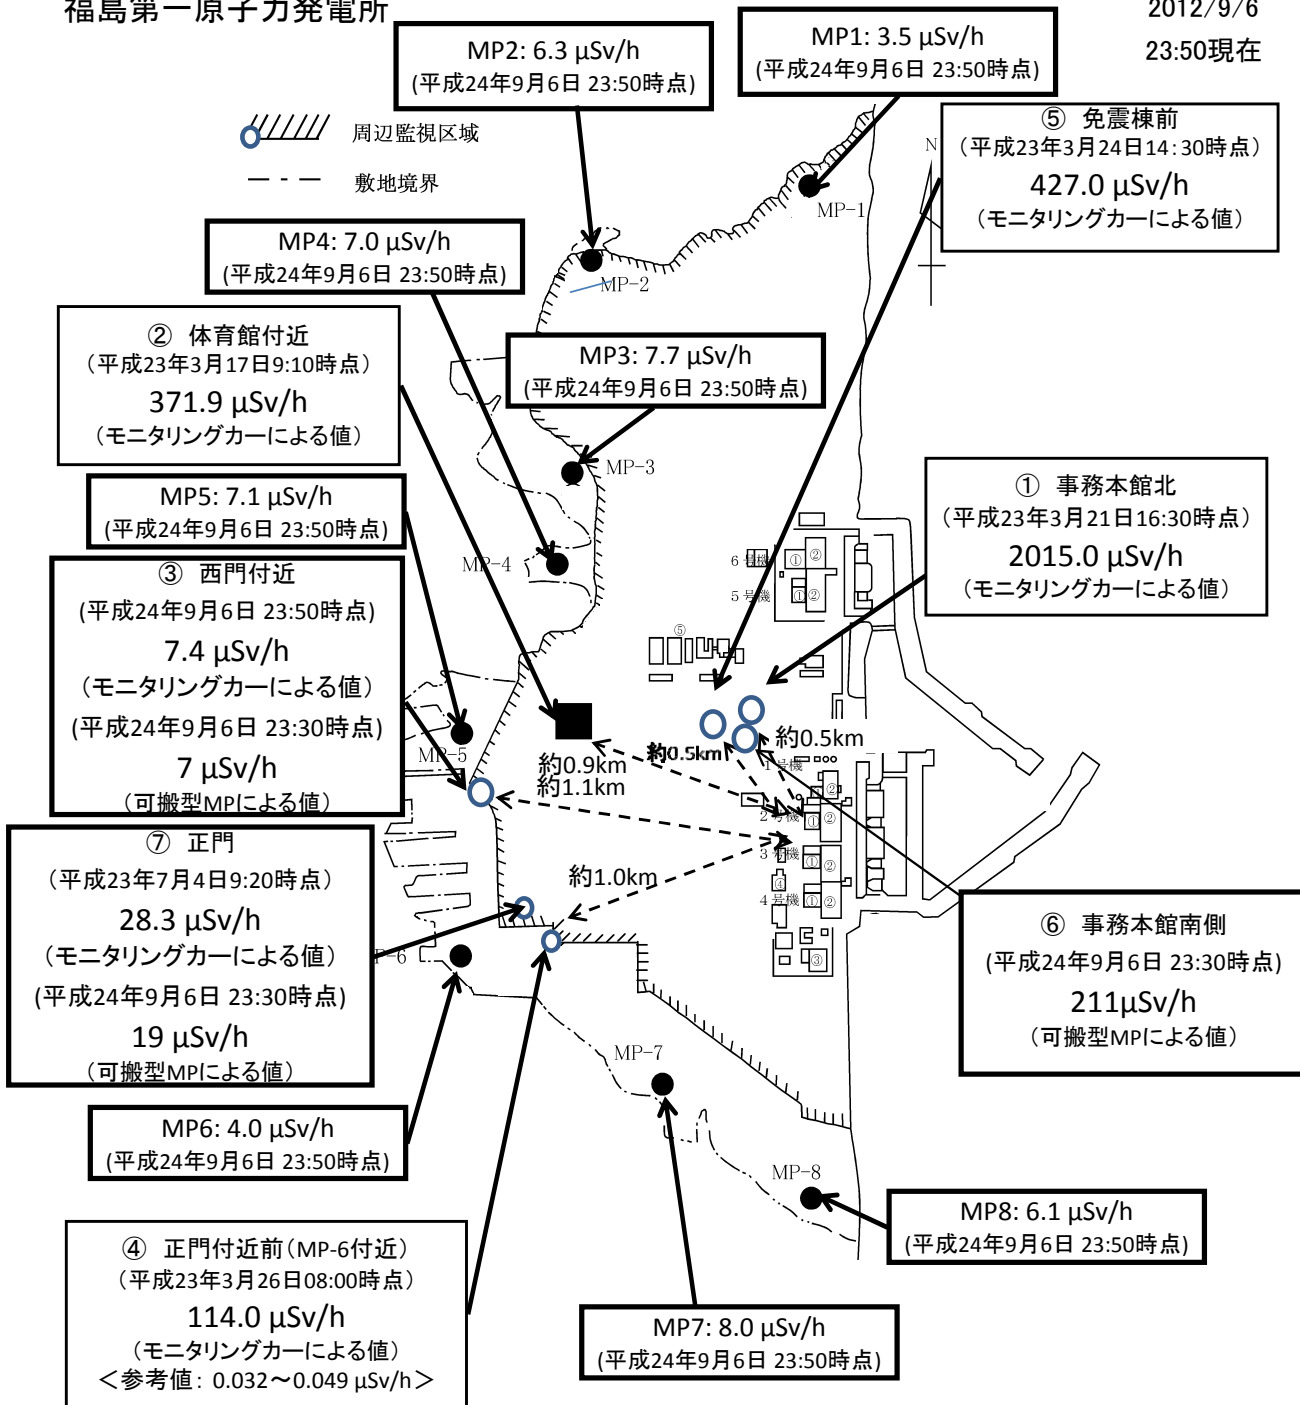 福島第一原子力発電所
2012/9/6
23:50現在
MP2: 6.3 μSv/h
(平成24年9月6日 23:50時点)
MP1: 3.5 μSv/h
(平成24年9月6日 23:50時点)
周辺監視区域
敷地境界
⑤ 免震棟前
(平成23年3月24日14:30時点)
427.0 μSv/h
(モニタリングカーによる値)
N
MP-1
MP4: 7.0 μSv/h
(平成24年9月6日 23:50時点)
MP-2
② 体育館付近
(平成23年3月17日9:10時点)
371.9 μSv/h
(モニタリングカーによる値)
MP3: 7.7 μSv/h
(平成24年9月6日 23:50時点)
MP-3
MP5: 7.1 μSv/h
(平成24年9月6日 23:50時点)
① 事務本館北
(平成23年3月21日16:30時点)
2015.0 μSv/h
(モニタリングカーによる値)
MP-4
6号機
①
②
5号機
①
②
③ 西門付近
(平成24年9月6日 23:50時点)
7.4 μSv/h
(モニタリングカーによる値)
(平成24年9月6日 23:30時点)
7 μSv/h
(可搬型MPによる値)
⑤
MP-5
約0.9km
約1.1km
約0.5km
約0.5km
1号機
②
2号機
①
②
3号機
①
②
④
4号機
①
②
③
約1.0km
⑦ 正門
(平成23年7月4日9:20時点)
28.3 μSv/h
(モニタリングカーによる値)
(平成24年9月6日 23:30時点)
19 μSv/h
(可搬型MPによる値)
P-6
⑥ 事務本館南側
(平成24年9月6日 23:30時点)
211μSv/h
(可搬型MPによる値)
MP-7
MP6: 4.0 μSv/h
(平成24年9月6日 23:50時点)
MP-8
MP8: 6.1 μSv/h
(平成24年9月6日 23:50時点)
④ 正門付近前(MP-6付近)
(平成23年3月26日08:00時点)
114.0 μSv/h
(モニタリングカーによる値)
＜参考値: 0.032～0.049 μSv/h＞
MP7: 8.0 μSv/h
(平成24年9月6日 23:50時点)